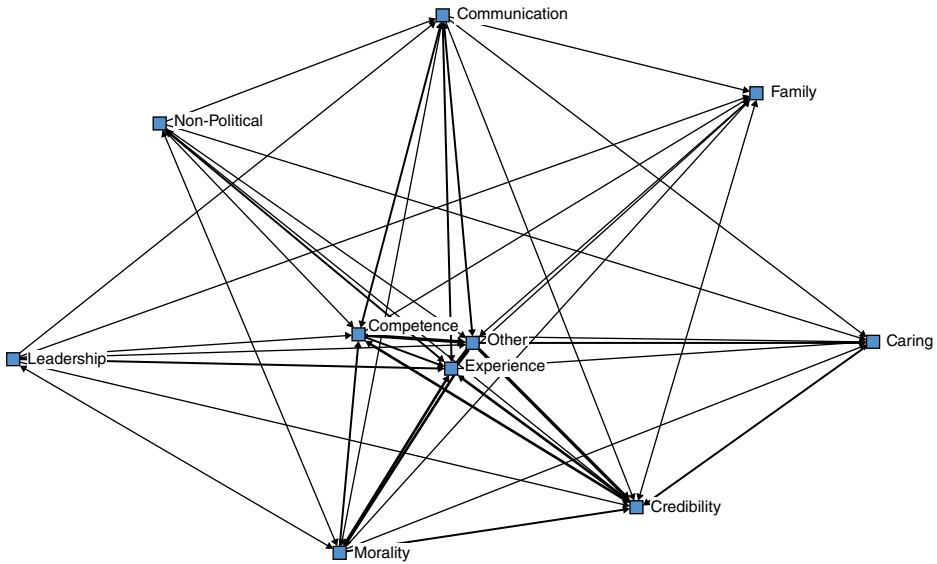 Communication
Family
Non-Political
Competence
Other
Caring
Leadership
Experience
Credibility
Morality